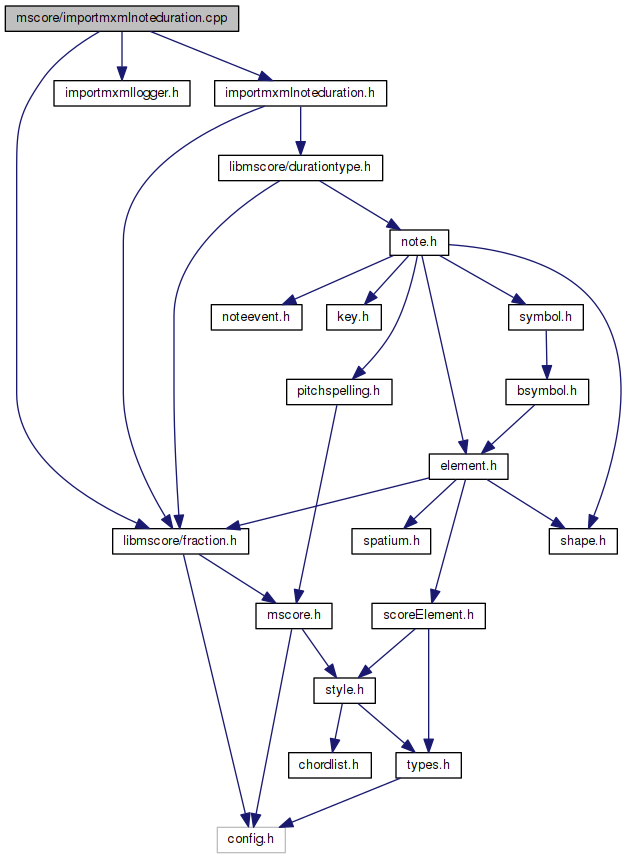 mscore/importmxmlnoteduration.cpp
importmxmllogger.h
importmxmlnoteduration.h
libmscore/durationtype.h
note.h
noteevent.h
key.h
symbol.h
pitchspelling.h
bsymbol.h
element.h
libmscore/fraction.h
spatium.h
shape.h
mscore.h
scoreElement.h
style.h
chordlist.h
types.h
config.h